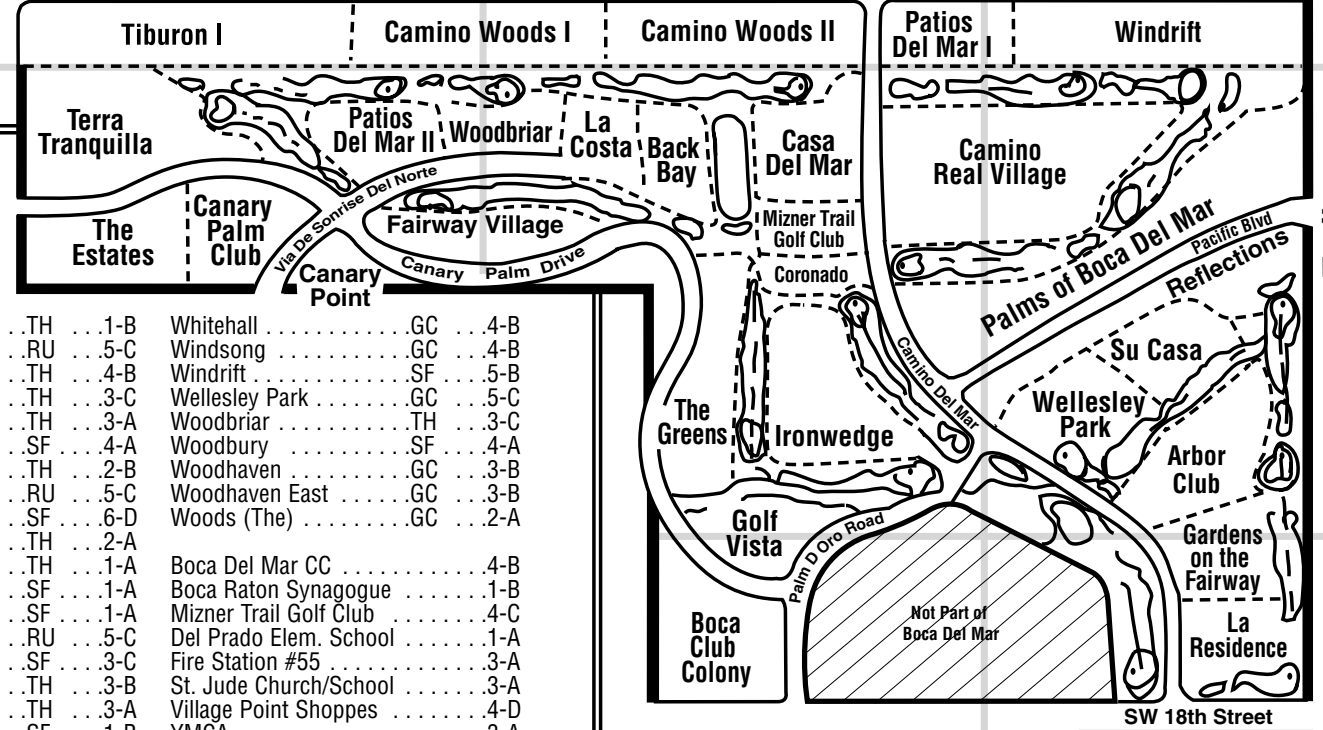 Tiburon I
Camino Woods I
Camino Woods II
Patios
Del Mar I
Windrift
Terra
Tranquilla
Patios
Del Mar II
Woodbriar
La
Costa
Back
Bay
Casa
Del Mar
Camino
Real Village
The
Estates
Canary
Palm
Club
Via De Sonrise Del Norte
Fairway Village
Mizner Trail
Golf Club
Canary Palm Drive
Canary
Point
Coronado
Palms of Boca Del Mar
Pacific Blvd
Reflections
Camino Del Mar
Su Casa
Wellesley
Park
The
Greens
Ironwedge
Arbor
Club
Golf
Vista
Palm D Oro Road
Gardens
on the
Fairway
Not Part of
Boca Del Mar
Boca
Club
Colony
La
Residence
SW 18th Street
. .TH . . .1-B Whitehall . . . . . . . . . . . .GC . . .4-B
. .RU . . .5-C Windsong . . . . . . . . . . .GC . . .4-B
. .TH . . .4-B Windrift . . . . . . . . . . . . .SF . . . .5-B
. .TH . . .3-C Wellesley Park . . . . . . . .GC . . .5-C
. .TH . . .3-A Woodbriar . . . . . . . . . . .TH . . .3-C
. .SF . . . .4-A Woodbury . . . . . . . . . . .SF . . . .4-A
. .TH . . .2-B Woodhaven . . . . . . . . . .GC . . .3-B
. .RU . . .5-C Woodhaven East . . . . . .GC . . .3-B
. .SF . . . .6-D Woods (The) . . . . . . . . .GC . . .2-A
. .TH . . .2-A
. .TH . . .1-A Boca Del Mar CC . . . . . . . . . . . .4-B
. .SF . . . .1-A Boca Raton Synagogue . . . . . . .1-B
. .SF . . . .1-A Mizner Trail Golf Club . . . . . . . . .4-C
. .RU . . .5-C Del Prado Elem. School . . . . . . .1-A
. .SF . . . .3-C Fire Station #55 . . . . . . . . . . . . .3-A
. .TH . . .3-B St. Jude Church/School . . . . . . .3-A
. .TH . . .3-A Village Point Shoppes . . . . . . . .4-D